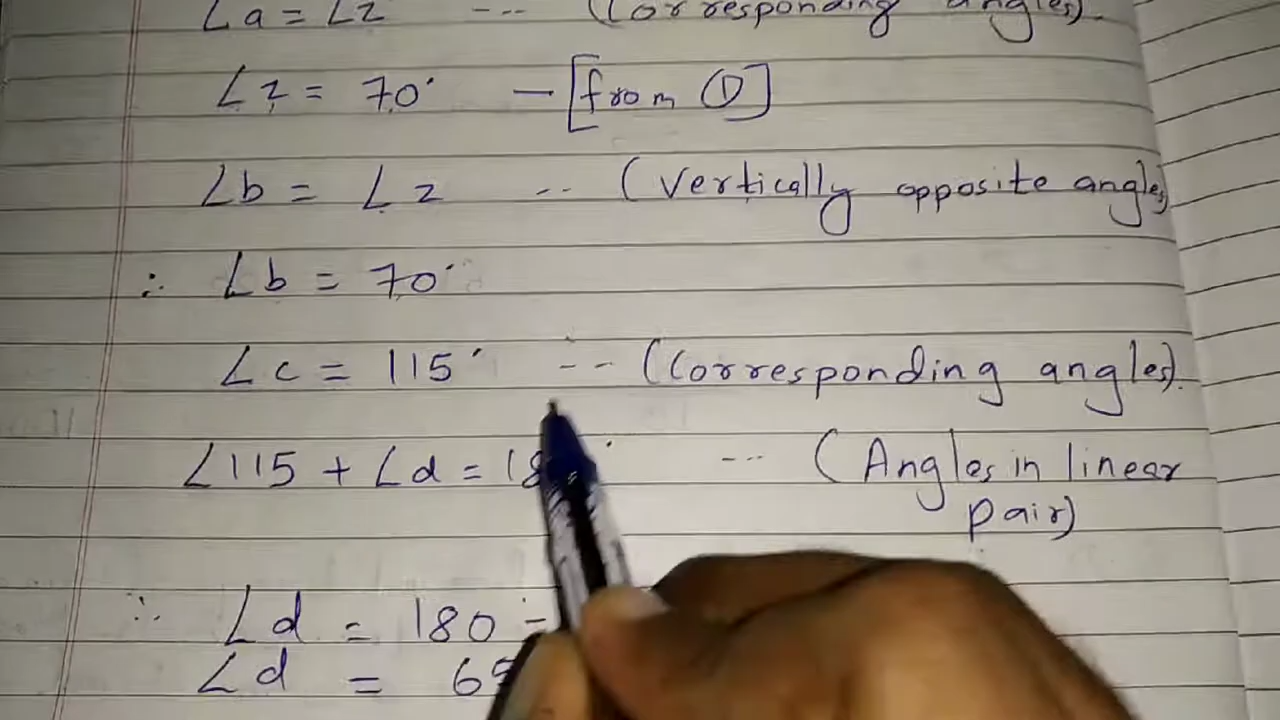 ∠a = ∠z --- (Corresponding angles).
∠z = 70° — [from ①]
∠b = ∠z -- (Vertically opposite angles
∴ ∠b = 70°
∠c = 115° -- (Corresponding angles).
∠115 + ∠d = 18 --- (Angles in linear
pair)
∴ ∠d = 180 -
∠d = 65